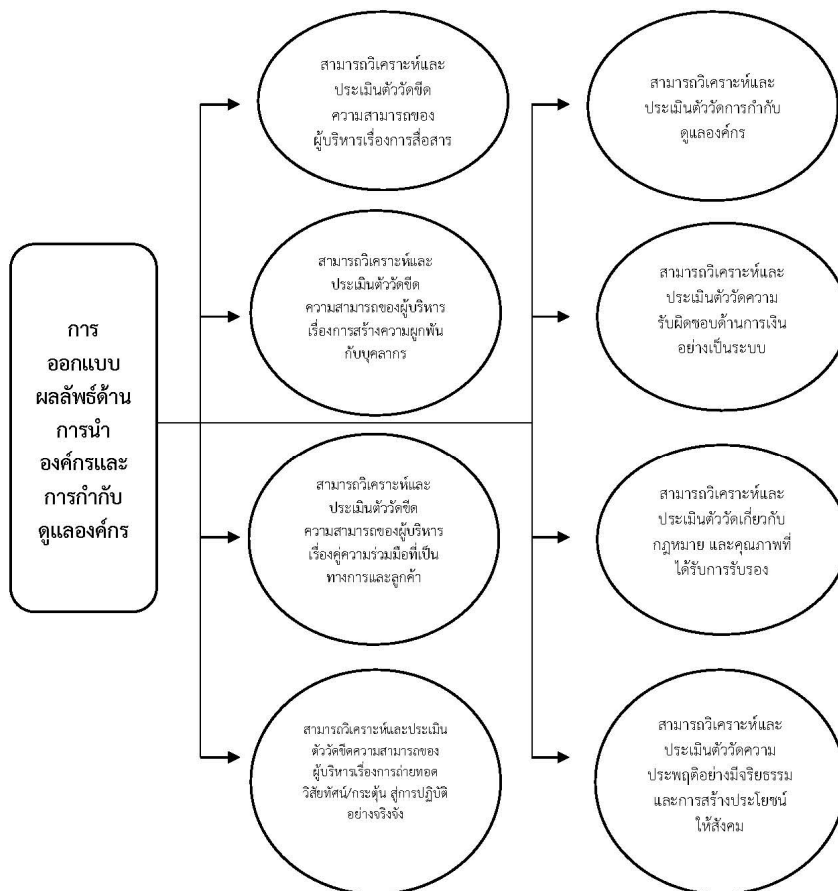 การ
ออกแบบ
ผลลัพธ์ด้าน
การนำ
องค์กรและ
การกำกับ
ดูแลองค์กร
สามารถวิเคราะห์และ
ประเมินตัววัดขีด
ความสามารถของ
ผู้บริหารเรื่องการสื่อสาร
สามารถวิเคราะห์และ
ประเมินตัววัดขีด
ความสามารถของผู้บริหาร
เรื่องการสร้างความผูกพัน
กับบุคลากร
สามารถวิเคราะห์และ
ประเมินตัววัดขีด
ความสามารถของผู้บริหาร
เรื่องคู่ความร่วมมือที่เป็น
ทางการและลูกค้า
สามารถวิเคราะห์และประเมิน
ตัววัดขีดความสามารถของ
ผู้บริหารเรื่องการถ่ายทอด
วิสัยทัศน์/กระตุ้น สู่การปฏิบัติ
อย่างจริงจัง
สามารถวิเคราะห์และ
ประเมินตัววัดการกำกับ
ดูแลองค์กร
สามารถวิเคราะห์และ
ประเมินตัววัดความ
รับผิดชอบด้านการเงิน
อย่างเป็นระบบ
สามารถวิเคราะห์และ
ประเมินตัววัดเกี่ยวกับ
กฎหมาย และคุณภาพที่
ได้รับการรับรอง
สามารถวิเคราะห์และ
ประเมินตัววัดความ
ประพฤติอย่างมีจริยธรรม
และการสร้างประโยชน์
ให้สังคม